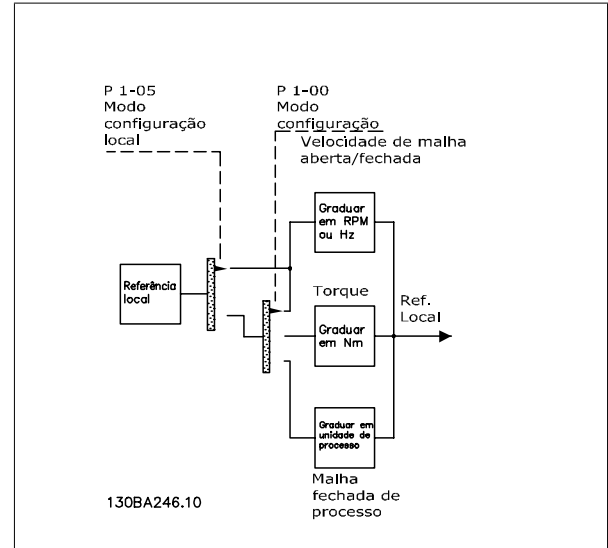 P 1-05
Modo
configuração
local
P 1-00
Modo
configuração
Velocidade de malha
aberta/fechada
Graduar
em RPM
ou Hz
Referência
local
Torque
Graduar
em Nm
Ref.
Local
Graduar em
unidade de
processo
Malha
fechada de
processo
130BA246.10